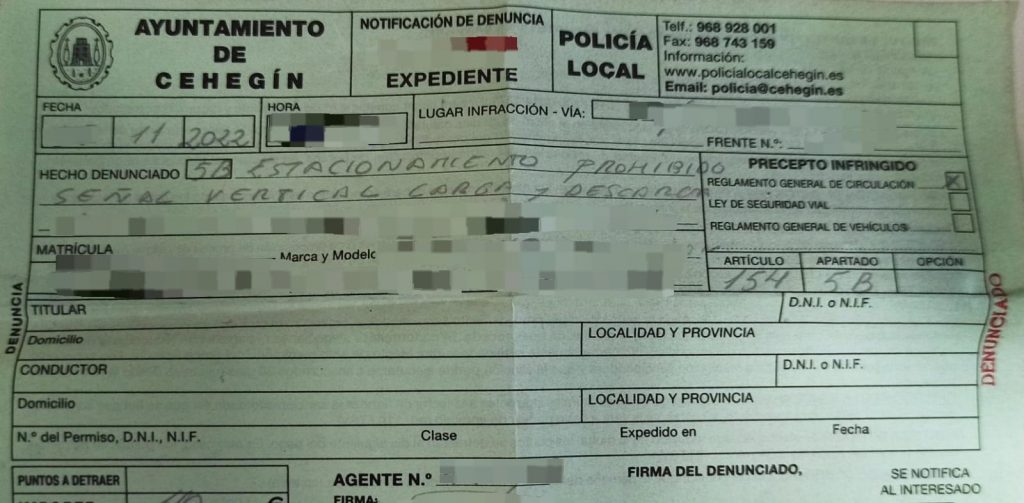 AYUNTAMIENTO
DE
CEHEGÍN
NOTIFICACIÓN DE DENUNCIA
EXPEDIENTE
POLICÍA
LOCAL
Telf.: 968 928 001
Fax: 968 743 159
Información:
www.policialocalcehegin.es
Email: policia@cehegin.es
FECHA
11 2022
HORA
LUGAR INFRACCIÓN - VÍA:
FRENTE N.º:
HECHO DENUNCIADO 5B ESTACIONAMIENTO PROHIBIDO
SEÑAL VERTICAL CARGA Y DESCARGA
PRECEPTO INFRINGIDO
REGLAMENTO GENERAL DE CIRCULACIÓN X
LEY DE SEGURIDAD VIAL
REGLAMENTO GENERAL DE VEHÍCULOS
MATRÍCULA
Marca y Modelo
ARTÍCULO APARTADO OPCIÓN
154 5B
DENUNCIA
TITULAR
D.N.I. o N.I.F.
Domicilio
LOCALIDAD Y PROVINCIA
CONDUCTOR
D.N.I. o N.I.F.
Domicilio
LOCALIDAD Y PROVINCIA
N.º del Permiso, D.N.I., N.I.F.
Clase
Expedido en
Fecha
DENUNCIADO
PUNTOS A DETRAER
AGENTE N.º
FIRMA:
FIRMA DEL DENUNCIADO,
SE NOTIFICA
AL INTERESADO